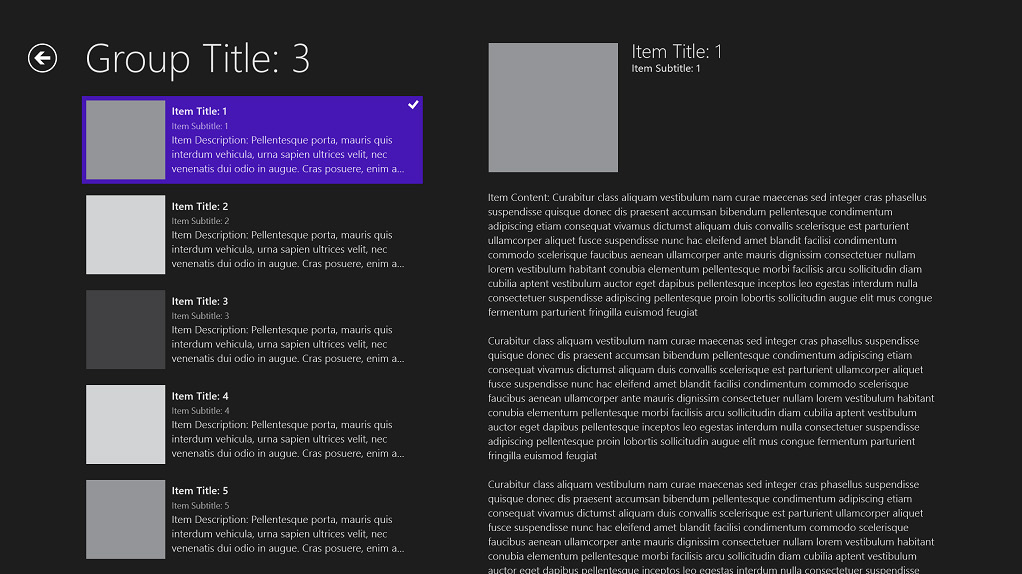 Group Title: 3
Item Title: 1
Item Subtitle: 1
Item Description: Pellentesque porta, mauris quis
interdum vehicula, urna sapien ultrices velit, nec
venenatis dui odio in augue. Cras posuere, enim a...
Item Title: 2
Item Subtitle: 2
Item Description: Pellentesque porta, mauris quis
interdum vehicula, urna sapien ultrices velit, nec
venenatis dui odio in augue. Cras posuere, enim a...
Item Title: 3
Item Subtitle: 3
Item Description: Pellentesque porta, mauris quis
interdum vehicula, urna sapien ultrices velit, nec
venenatis dui odio in augue. Cras posuere, enim a...
Item Title: 4
Item Subtitle: 4
Item Description: Pellentesque porta, mauris quis
interdum vehicula, urna sapien ultrices velit, nec
venenatis dui odio in augue. Cras posuere, enim a...
Item Title: 5
Item Subtitle: 5
Item Description: Pellentesque porta, mauris quis
interdum vehicula, urna sapien ultrices velit, nec
venenatis dui odio in augue. Cras posuere, enim a...
Item Title: 1
Item Subtitle: 1
Item Content: Curabitur class aliquam vestibulum nam curae maecenas sed integer cras phasellus
suspendisse quisque donec dis praesent accumsan bibendum pellentesque condimentum
adipiscing etiam consequat vivamus dictumst aliquam duis convallis scelerisque est parturient
ullamcorper aliquet fusce suspendisse nunc hac eleifend amet blandit facilisi condimentum
commodo scelerisque faucibus aenean ullamcorper ante mauris dignissim consectetuer nullam
lorem vestibulum habitant conubia elementum pellentesque morbi facilisis arcu sollicitudin diam
cubilia aptent vestibulum auctor eget dapibus pellentesque inceptos leo egestas interdum nulla
consectetuer suspendisse adipiscing pellentesque proin lobortis sollicitudin augue elit mus congue
fermentum parturient fringilla euismod feugiat
Curabitur class aliquam vestibulum nam curae maecenas sed integer cras phasellus suspendisse
quisque donec dis praesent accumsan bibendum pellentesque condimentum adipiscing etiam
consequat vivamus dictumst aliquam duis convallis scelerisque est parturient ullamcorper aliquet
fusce suspendisse nunc hac eleifend amet blandit facilisi condimentum commodo scelerisque
faucibus aenean ullamcorper ante mauris dignissim consectetuer nullam lorem vestibulum habitant
conubia elementum pellentesque morbi facilisis arcu sollicitudin diam cubilia aptent vestibulum
auctor eget dapibus pellentesque inceptos leo egestas interdum nulla consectetuer suspendisse
adipiscing pellentesque proin lobortis sollicitudin augue elit mus congue fermentum parturient
fringilla euismod feugiat
Curabitur class aliquam vestibulum nam curae maecenas sed integer cras phasellus suspendisse
quisque donec dis praesent accumsan bibendum pellentesque condimentum adipiscing etiam
consequat vivamus dictumst aliquam duis convallis scelerisque est parturient ullamcorper aliquet
fusce suspendisse nunc hac eleifend amet blandit facilisi condimentum commodo scelerisque
faucibus aenean ullamcorper ante mauris dignissim consectetuer nullam lorem vestibulum habitant
conubia elementum pellentesque morbi facilisis arcu sollicitudin diam cubilia aptent vestibulum
auctor eget dapibus pellentesque inceptos leo egestas interdum nulla consectetuer suspendisse